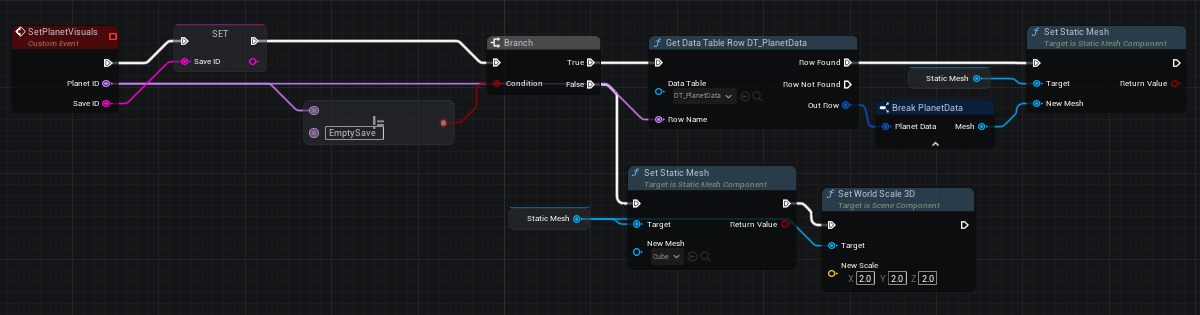 SetPlanetVisuals
Custom Event
Planet ID
Save ID
SET
Save ID
!=
EmptySave
Branch
Condition
True
False
Get Data Table Row DT_PlanetData
Data Table
DT_PlanetData
Row Name
Row Found
Row Not Found
Out Row
Static Mesh
Break PlanetData
Planet Data
Mesh
Set Static Mesh
Target is Static Mesh Component
Target
New Mesh
Return Value
Static Mesh
Set Static Mesh
Target is Static Mesh Component
Target
Return Value
New Mesh
Cube
Set World Scale 3D
Target is Scene Component
Target
New Scale
X 2.0 Y 2.0 Z 2.0